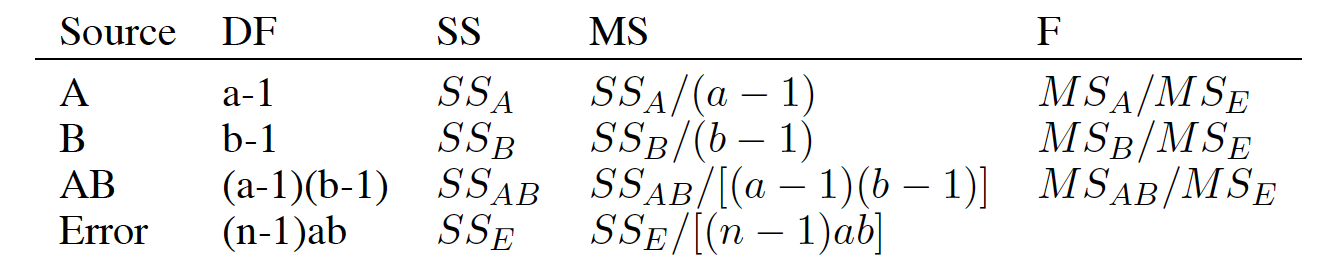 Source DF SS MS F
A a-1 SS_A SS_A/(a − 1) MS_A/MS_E
B b-1 SS_B SS_B/(b − 1) MS_B/MS_E
AB (a-1)(b-1) SS_AB SS_AB/[(a − 1)(b − 1)] MS_AB/MS_E
Error (n-1)ab SS_E SS_E/[(n − 1)ab]